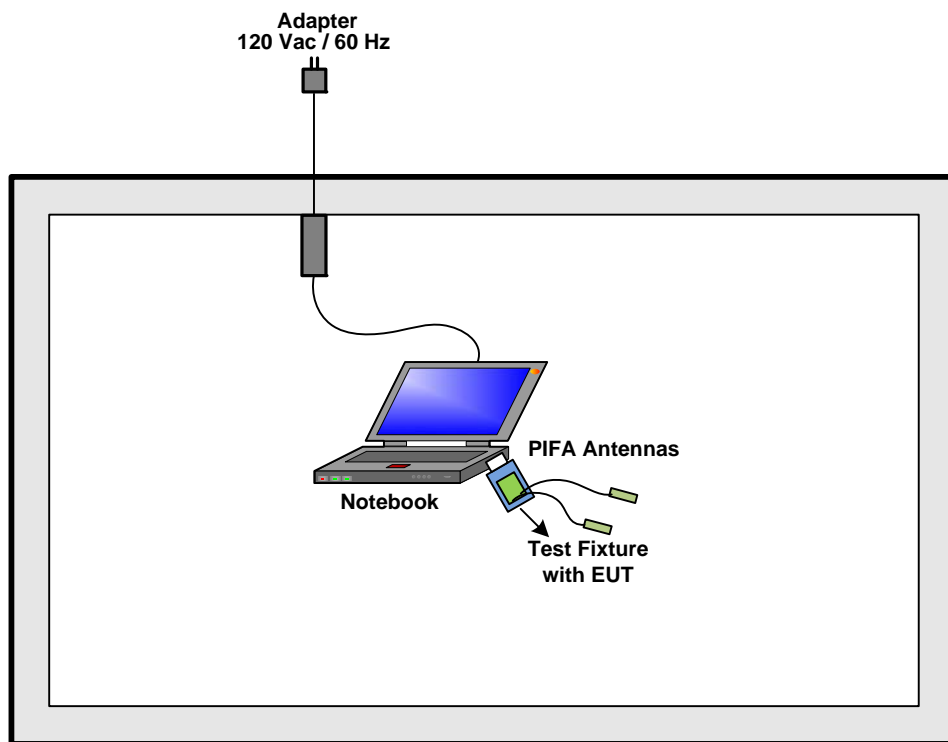 Adapter
120 Vac / 60 Hz
PIFA Antennas
Notebook
Test Fixture
with EUT